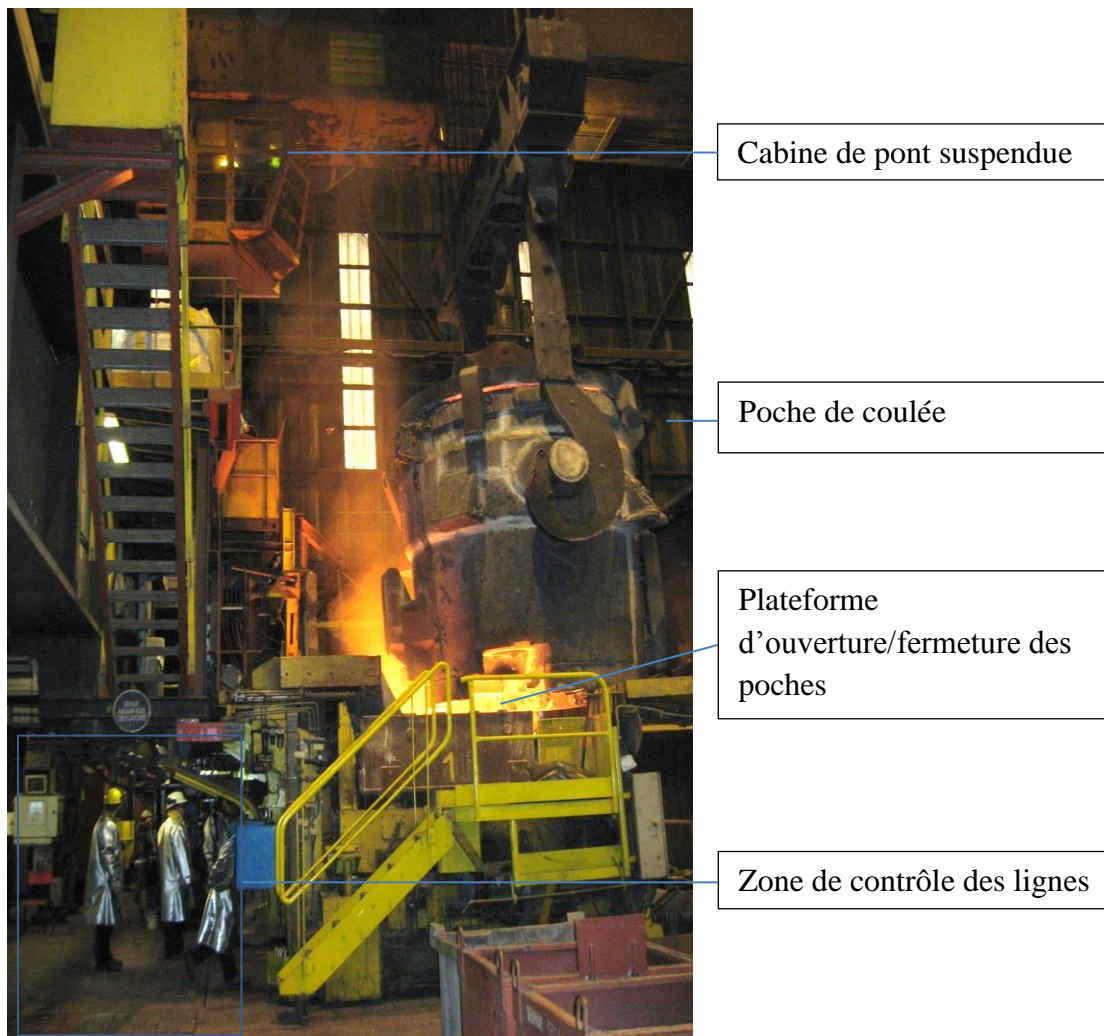 Cabine de pont suspendue
Poche de coulée
Plateforme
d’ouverture/fermeture des
poches
Zone de contrôle des lignes